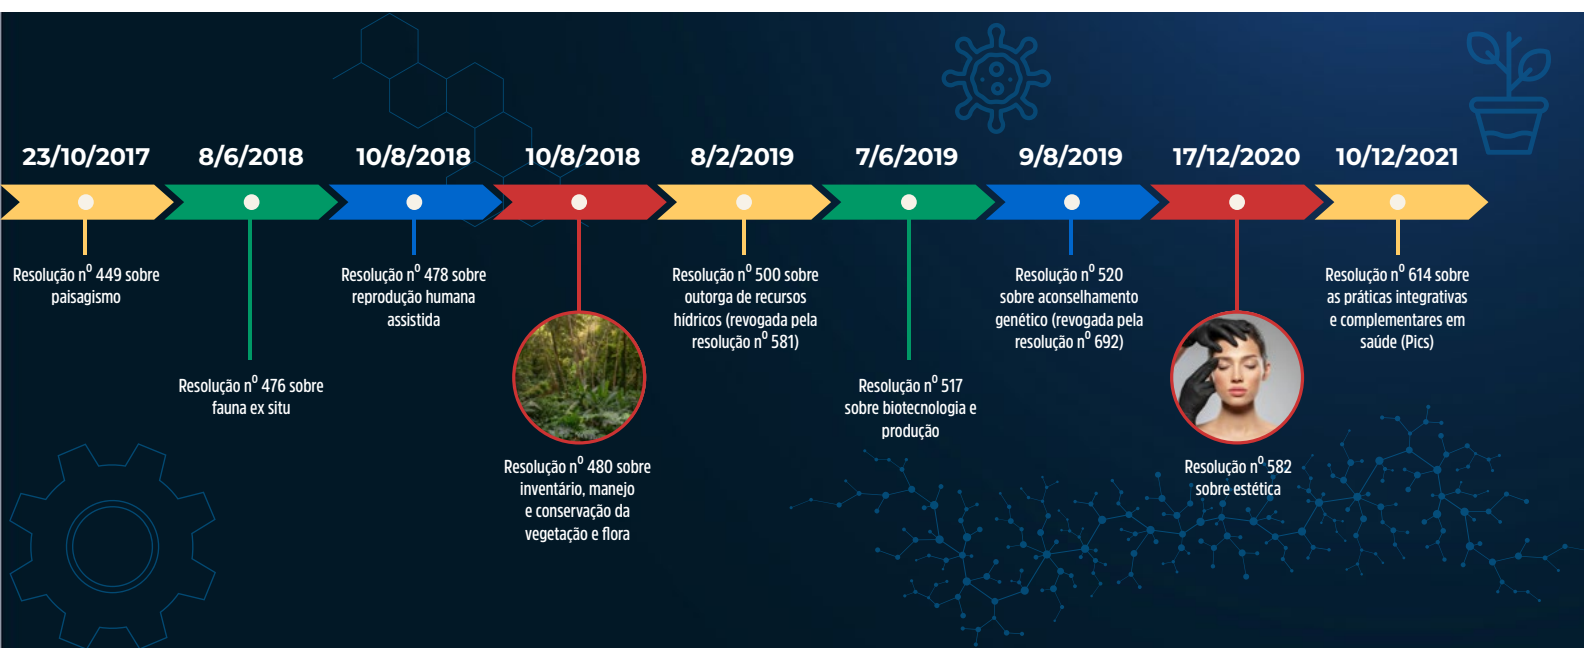 23/10/2017
8/6/2018
10/8/2018
10/8/2018
8/2/2019
7/6/2019
9/8/2019
17/12/2020
10/12/2021
Resolução nº 449 sobre
paisagismo
Resolução nº 476 sobre
fauna ex situ
Resolução nº 478 sobre
reprodução humana
assistida
Resolução nº 480 sobre
inventário, manejo
e conservação da
vegetação e flora
Resolução nº 500 sobre
outorga de recursos
hídricos (revogada pela
resolução nº 581)
Resolução nº 517
sobre biotecnologia e
produção
Resolução nº 520
sobre aconselhamento
genético (revogada pela
resolução nº 692)
Resolução nº 582
sobre estética
Resolução nº 614 sobre
as práticas integrativas
e complementares em
saúde (Pics)